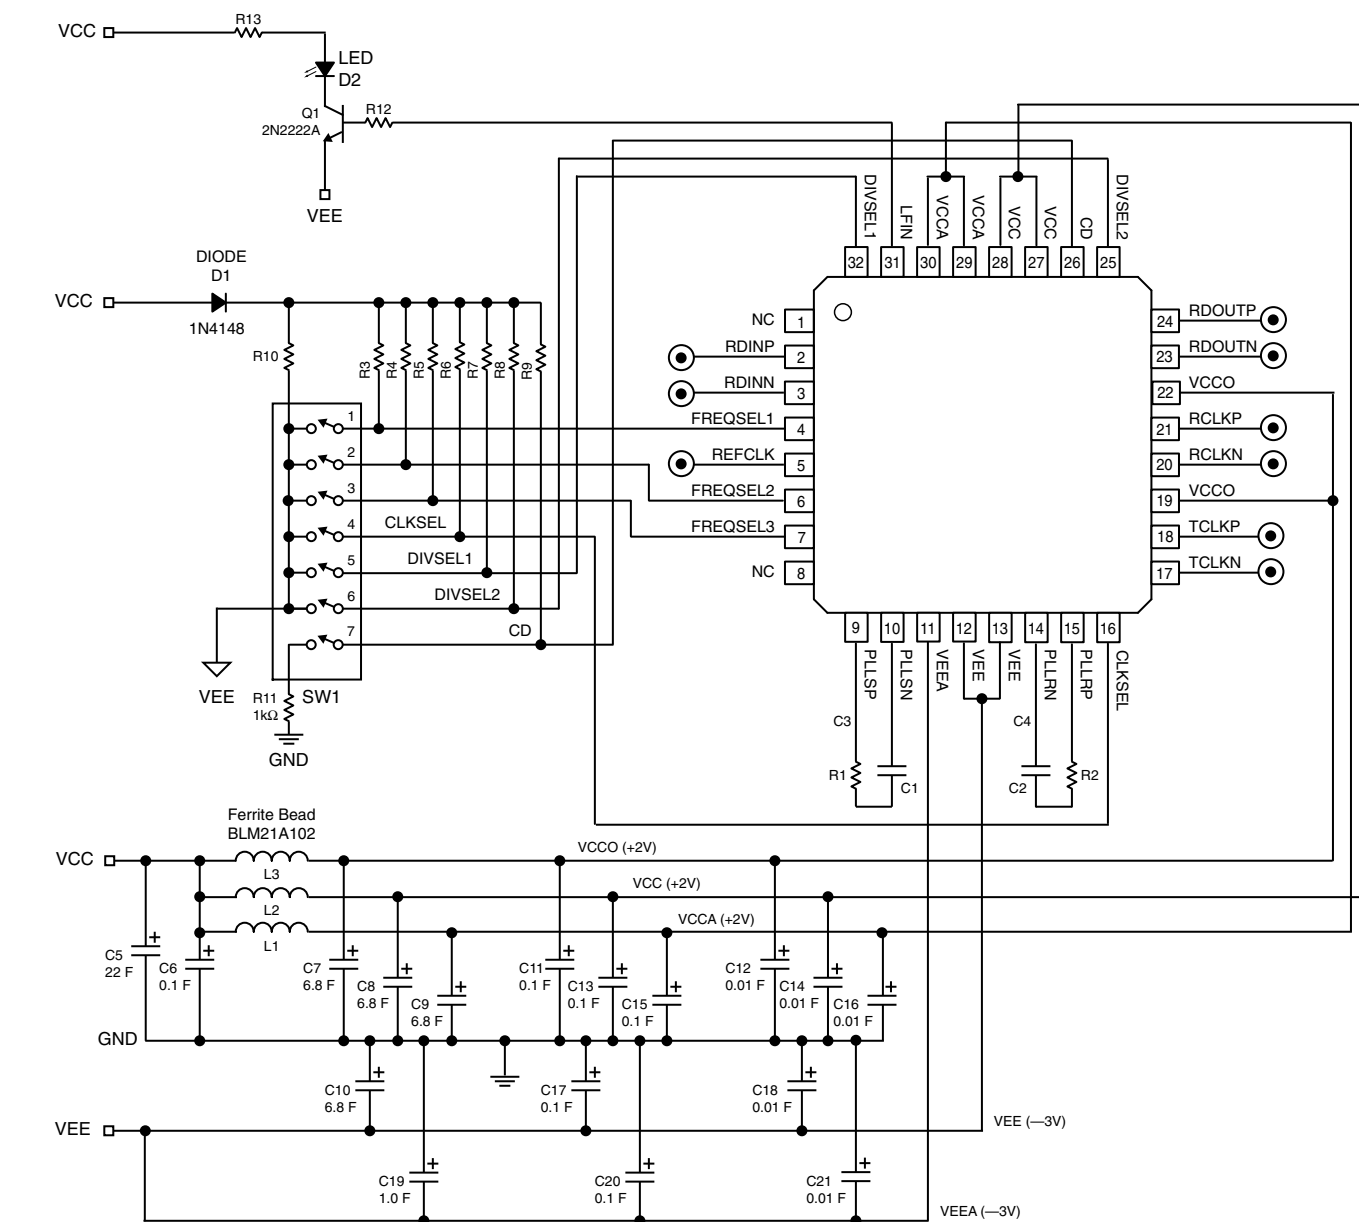 VCC
R13
LED
D2
Q1
2N2222A
R12
VEE
DIODE
D1
VCC
1N4148
R10
R3
R4
R5
R6
R7
R8
R9
1
2
3
4
5
6
7
CLKSEL
DIVSEL1
DIVSEL2
CD
VEE
R11
1kΩ
SW1
GND
DIVSEL1
LFIN
VCCA
VCCA
VCC
VCC
CD
DIVSEL2
32
31
30
29
28
27
26
25
NC
1
RDINP
2
RDINN
3
FREQSEL1
4
REFCLK
5
FREQSEL2
6
FREQSEL3
7
NC
8
24
RDOUTP
23
RDOUTN
22
VCCO
21
RCLKP
20
RCLKN
19
VCCO
18
TCLKP
17
TCLKN
9
10
11
12
13
14
15
16
PLLSP
PLLSN
VEEA
VEE
VEE
PLLRN
PLLRP
CLKSEL
C3
R1
C1
C4
C2
R2
Ferrite Bead
BLM21A102
VCC
L3
VCCO (+2V)
L2
VCC (+2V)
L1
VCCA (+2V)
C5
22 F
C6
0.1 F
C7
6.8 F
C8
6.8 F
C9
6.8 F
C11
0.1 F
C13
0.1 F
C15
0.1 F
C12
0.01 F
C14
0.01 F
C16
0.01 F
GND
C10
6.8 F
C17
0.1 F
C18
0.01 F
VEE
VEE (—3V)
C19
1.0 F
C20
0.1 F
C21
0.01 F
VEEA (—3V)